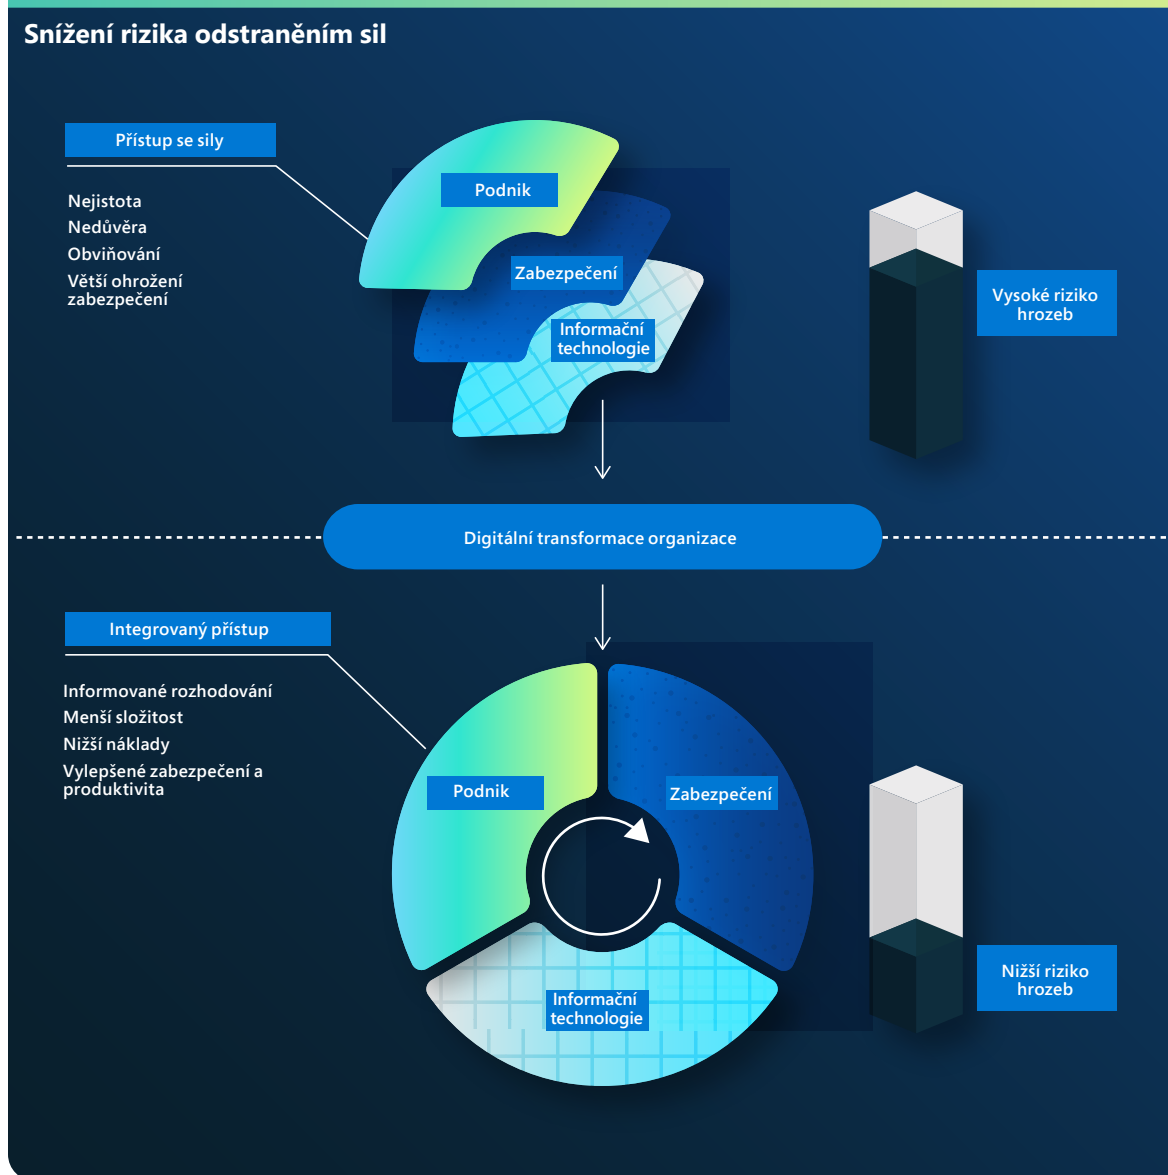 Snížení rizika odstraněním sil
Přístup se sily
Nejistota
Nedůvěra
Obviňování
Větší ohrožení
zabezpečení
Podnik
Zabezpečení
Informační
technologie
Vysoké riziko
hrozeb
Digitální transformace organizace
Integrovaný přístup
Informované rozhodování
Menší složitost
Nižší náklady
Vylepšené zabezpečení a
produktivita
Podnik
Zabezpečení
Informační
technologie
Nižší riziko
hrozeb